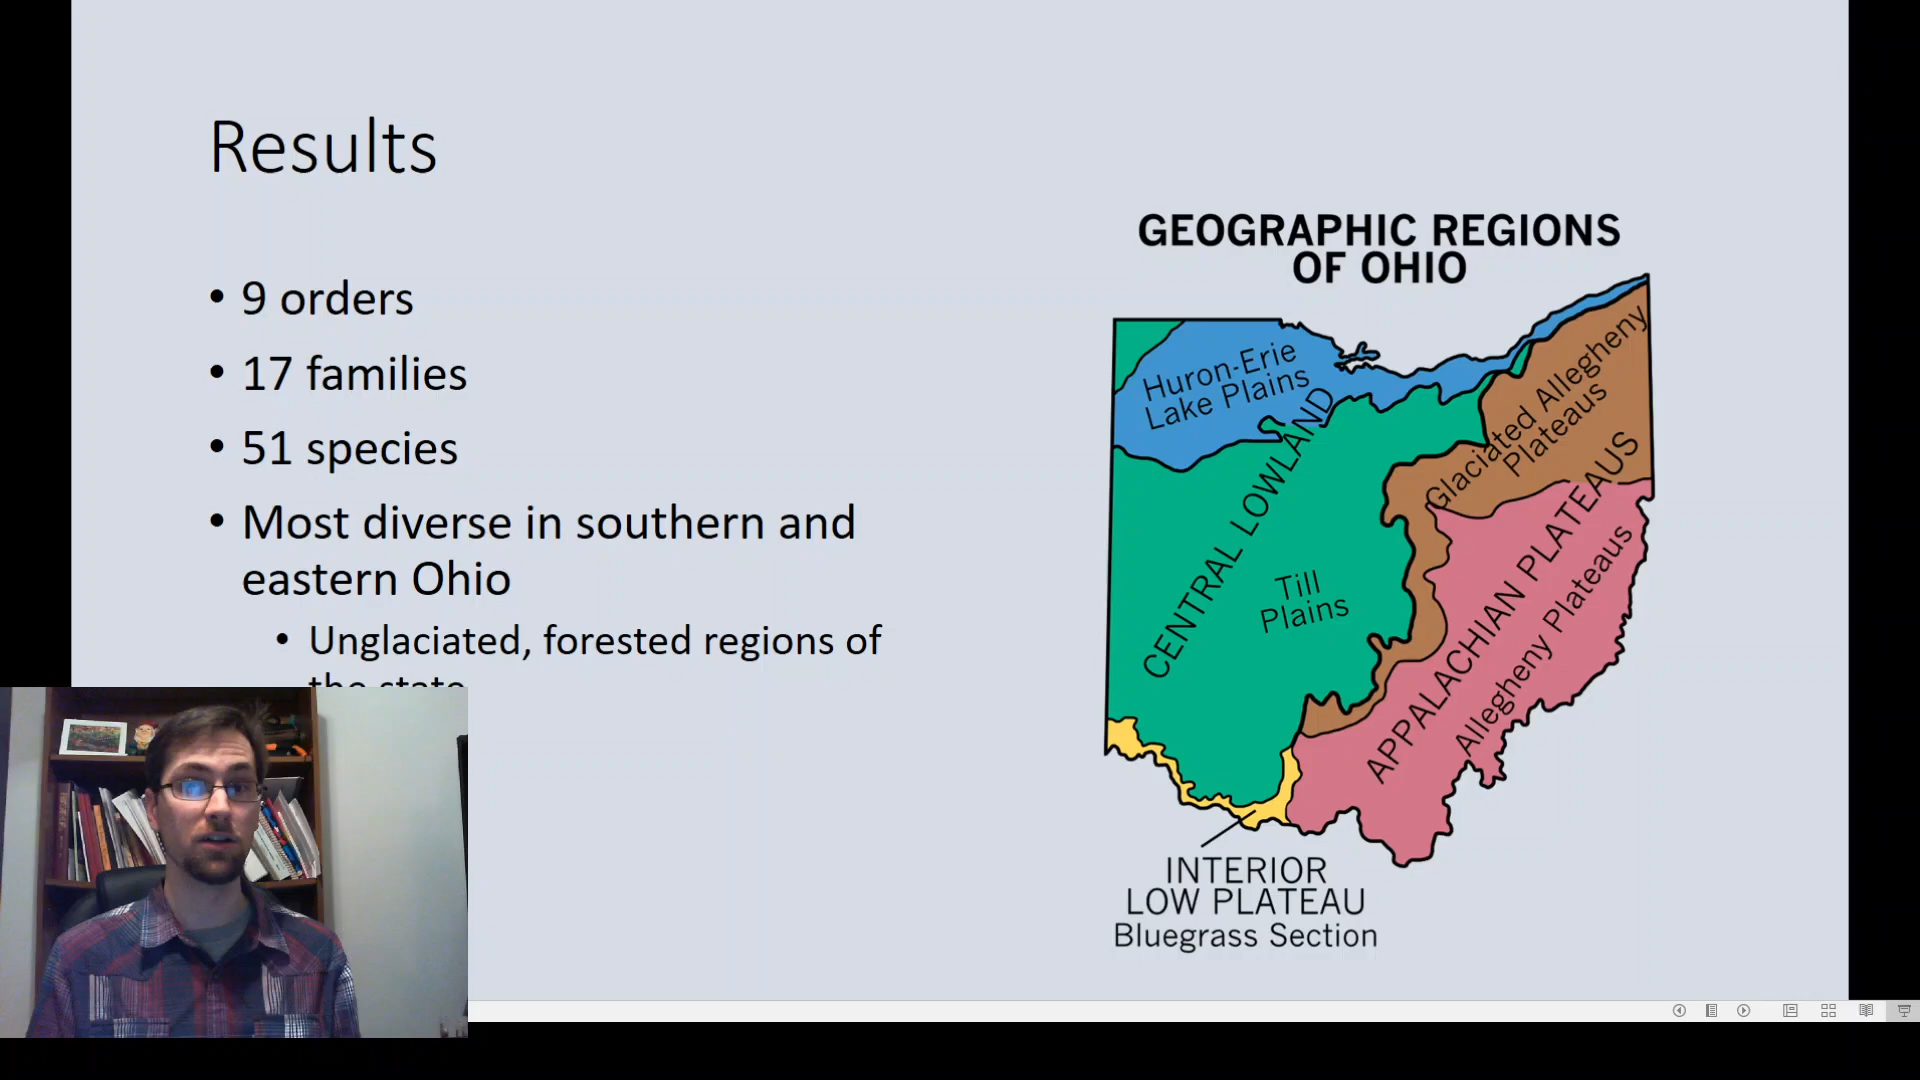 Results
• 9 orders
• 17 families
• 51 species
• Most diverse in southern and
eastern Ohio
• Unglaciated, forested regions of
the state
GEOGRAPHIC REGIONS
OF OHIO
Huron-Erie
Lake Plains
CENTRAL LOWLAND
Till
Plains
Glaciated Allegheny
Plateaus
APPALACHIAN PLATEAUS
Allegheny Plateaus
INTERIOR
LOW PLATEAU
Bluegrass Section